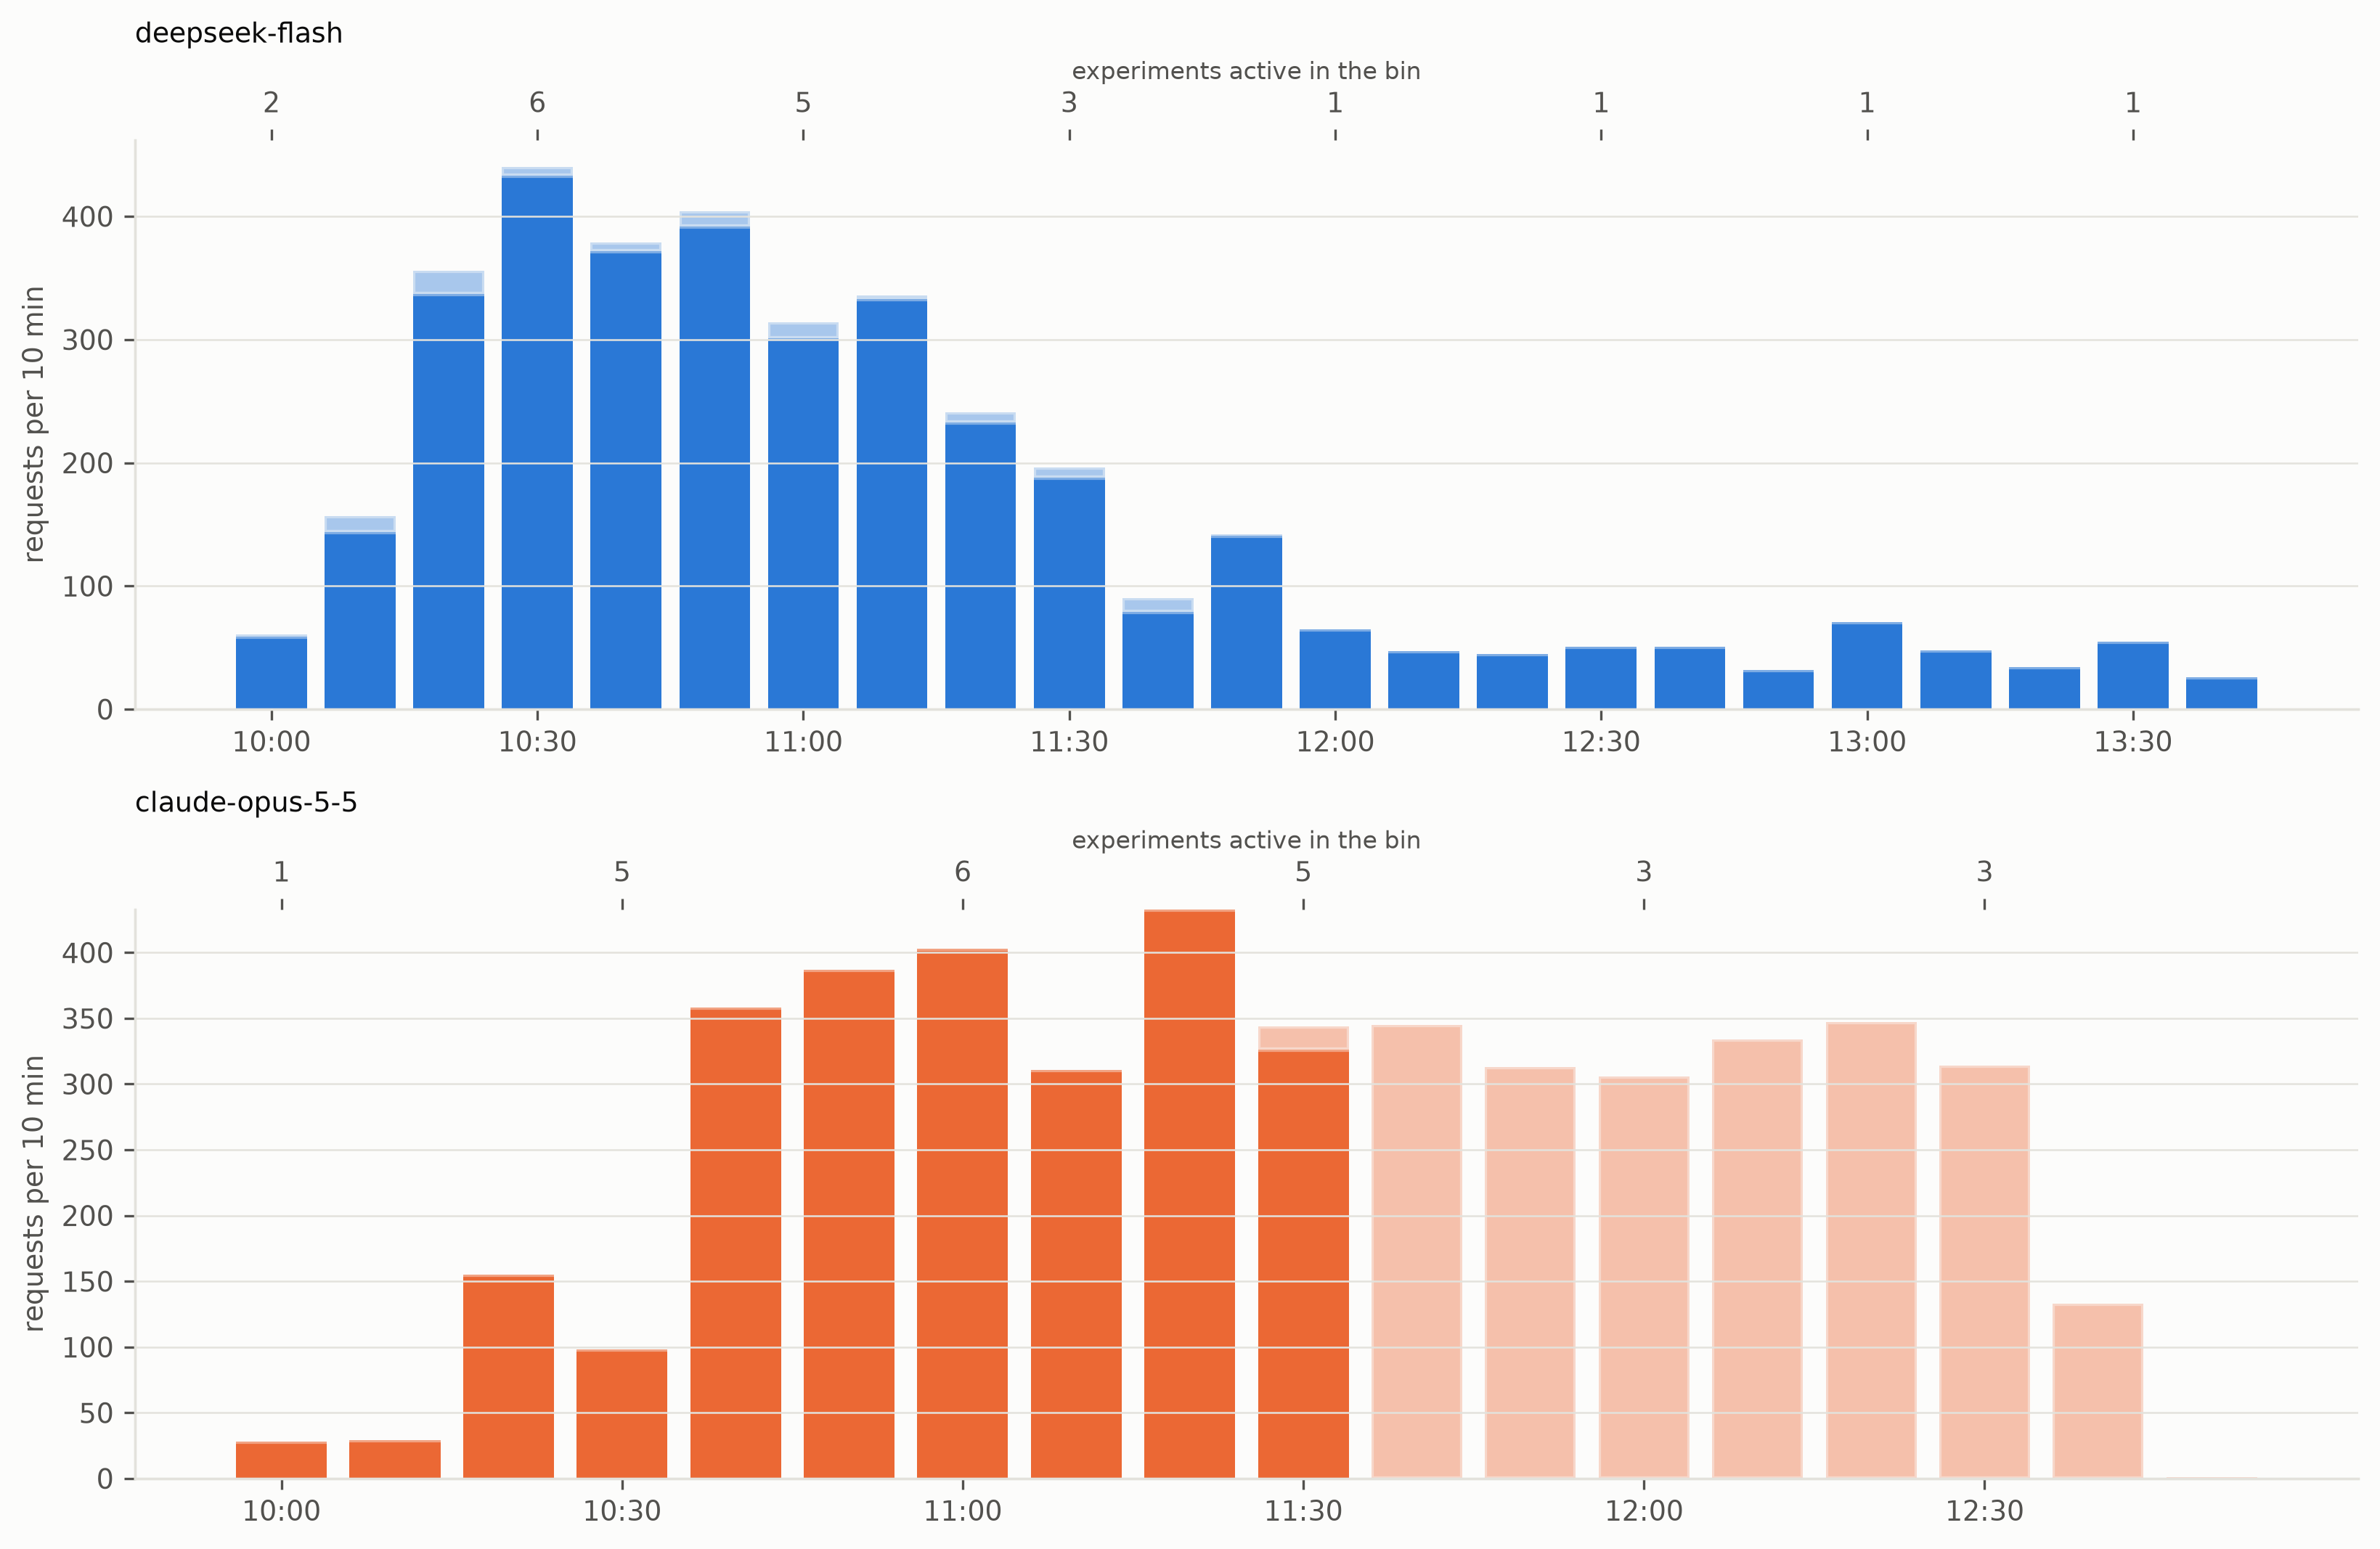 deepseek-flash
experiments active in the bin
2 6 5 3 1 1 1 1
requests per 10 min
400
300
200
100
0
10:00 10:30 11:00 11:30 12:00 12:30 13:00 13:30
claude-opus-5-5
experiments active in the bin
1 5 6 5 3 3
requests per 10 min
400
350
300
250
200
150
100
50
0
10:00 10:30 11:00 11:30 12:00 12:30